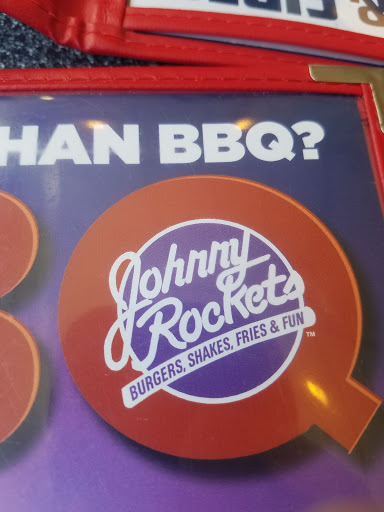 HAN BBQ?
Johnny
Rockets
BURGERS, SHAKES, FRIES & FUN
TM